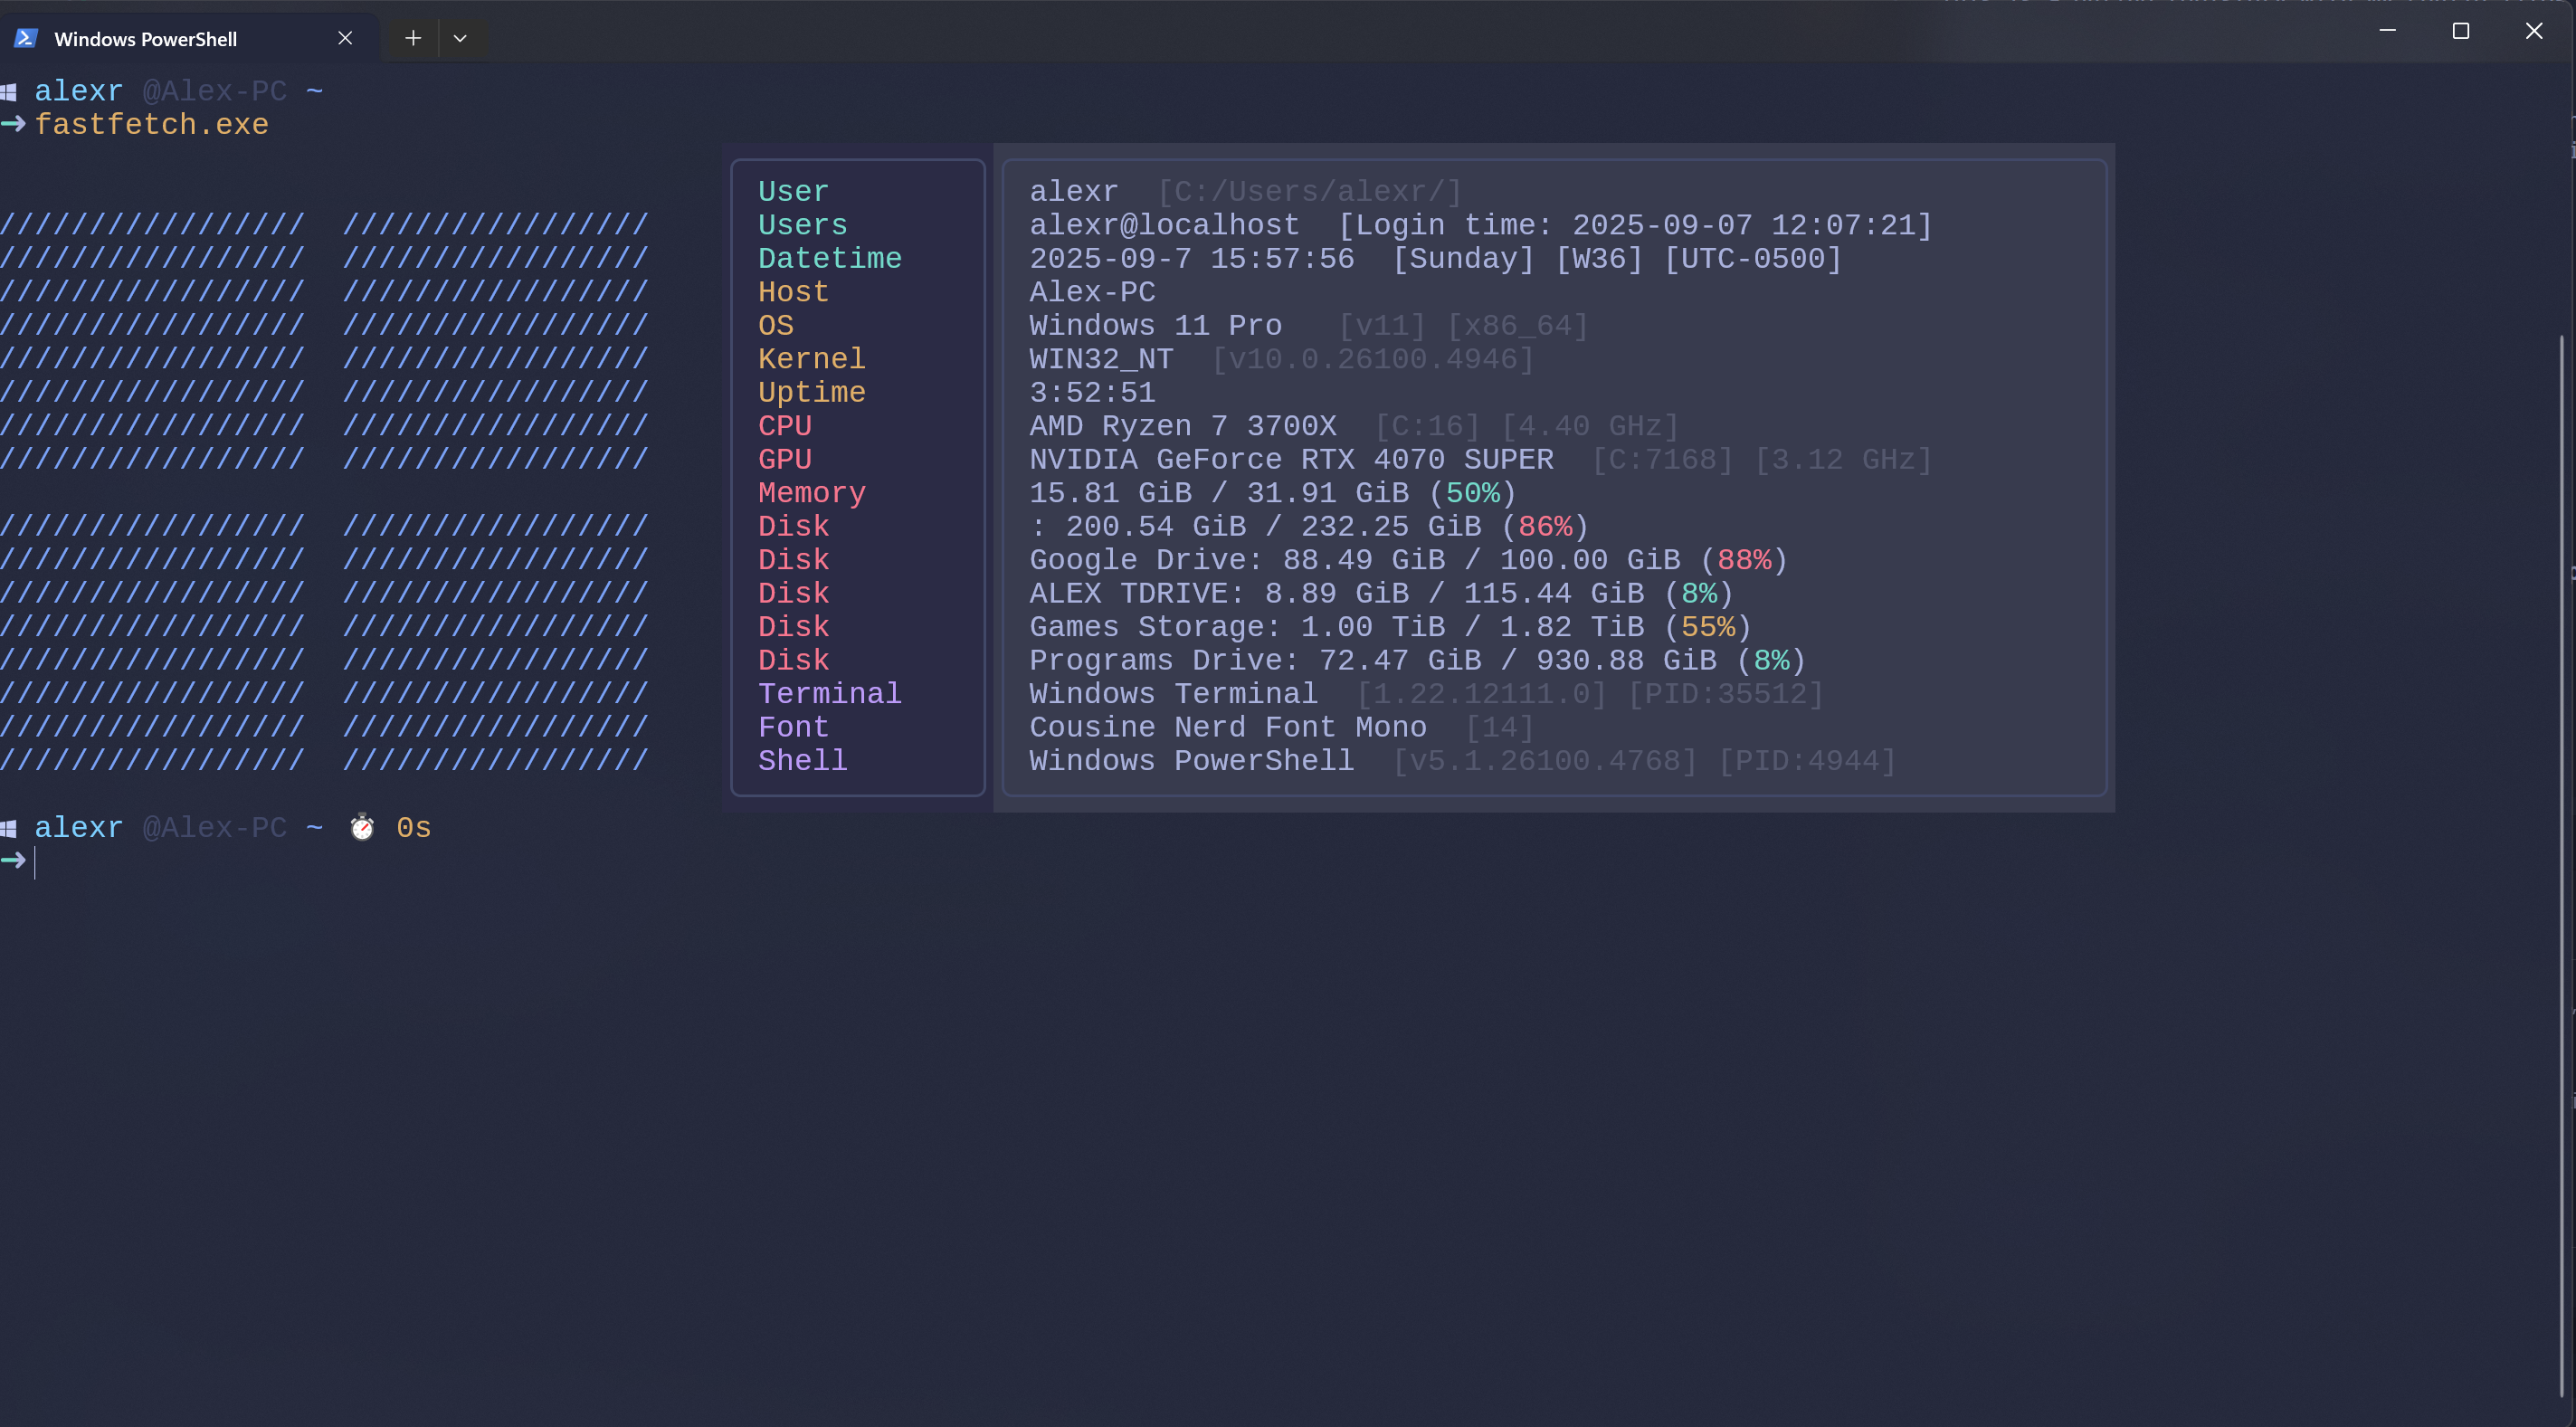 Windows PowerShell
alexr @Alex-PC ~
➜ fastfetch.exe
User alexr [C:/Users/alexr/]
//////////////// //////////////// Users alexr@localhost [Login time: 2025-09-07 12:07:21]
//////////////// //////////////// Datetime 2025-09-7 15:57:56 [Sunday] [W36] [UTC-0500]
//////////////// //////////////// Host Alex-PC
//////////////// //////////////// OS Windows 11 Pro [v11] [x86_64]
//////////////// //////////////// Kernel WIN32_NT [v10.0.26100.4946]
//////////////// //////////////// Uptime 3:52:51
//////////////// //////////////// CPU AMD Ryzen 7 3700X [C:16] [4.40 GHz]
//////////////// //////////////// GPU NVIDIA GeForce RTX 4070 SUPER [C:7168] [3.12 GHz]
Memory 15.81 GiB / 31.91 GiB (50%)
//////////////// //////////////// Disk : 200.54 GiB / 232.25 GiB (86%)
//////////////// //////////////// Disk Google Drive: 88.49 GiB / 100.00 GiB (88%)
//////////////// //////////////// Disk ALEX TDRIVE: 8.89 GiB / 115.44 GiB (8%)
//////////////// //////////////// Disk Games Storage: 1.00 TiB / 1.82 TiB (55%)
//////////////// //////////////// Disk Programs Drive: 72.47 GiB / 930.88 GiB (8%)
//////////////// //////////////// Terminal Windows Terminal [1.22.12111.0] [PID:35512]
//////////////// //////////////// Font Cousine Nerd Font Mono [14]
//////////////// //////////////// Shell Windows PowerShell [v5.1.26100.4768] [PID:4944]
alexr @Alex-PC ~ ⏱ 0s
➜